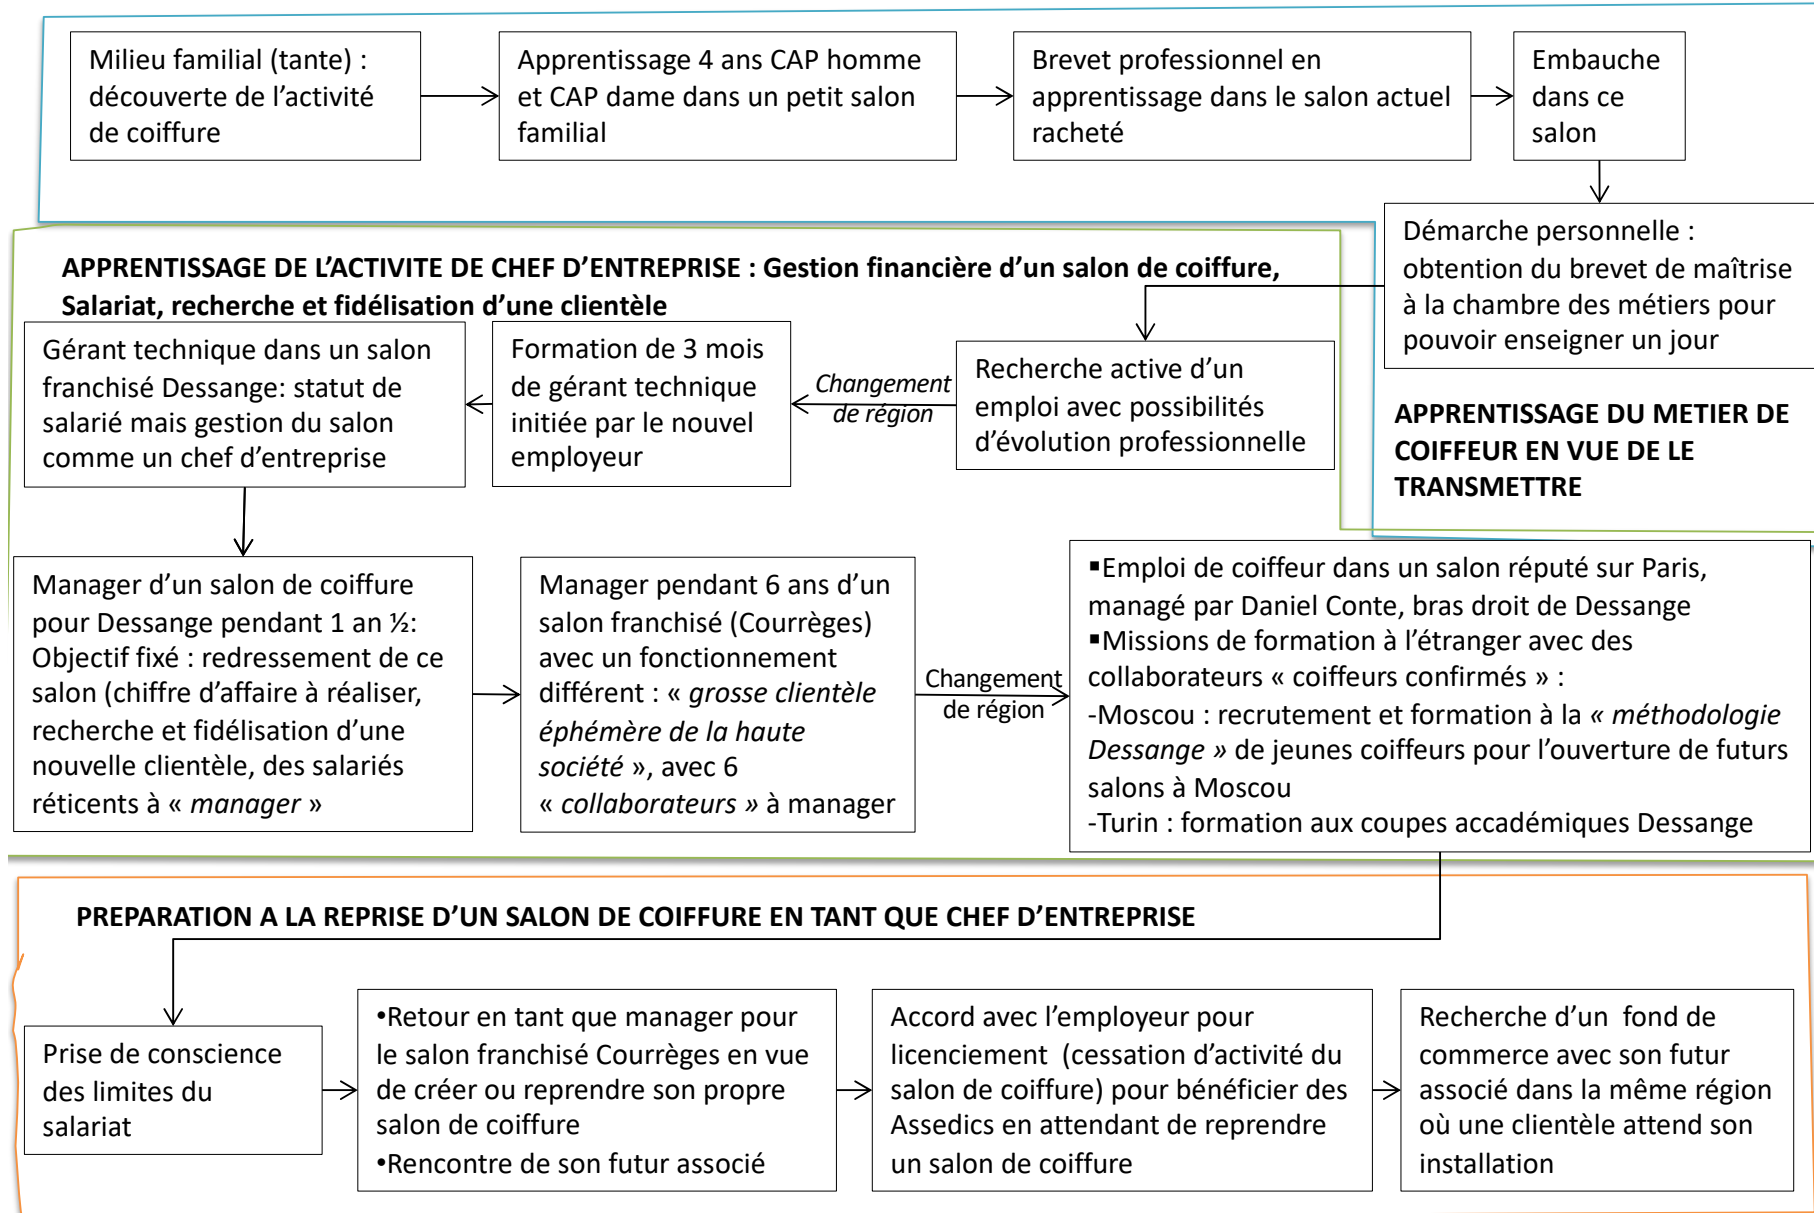 Milieu familial (tante) :
découverte de l’activité
de coiffure
Apprentissage 4 ans CAP homme
et CAP dame dans un petit salon
familial
Brevet professionnel en
apprentissage dans le salon actuel
racheté
Embauche
dans ce
salon
Démarche personnelle :
obtention du brevet de maîtrise
à la chambre des métiers pour
pouvoir enseigner un jour
APPRENTISSAGE DU METIER DE
COIFFEUR EN VUE DE LE
TRANSMETTRE
APPRENTISSAGE DE L’ACTIVITE DE CHEF D’ENTREPRISE : Gestion financière d’un salon de coiffure,
Salariat, recherche et fidélisation d’une clientèle
Recherche active d’un
emploi avec possibilités
d’évolution professionnelle
Changement
de région
Formation de 3 mois
de gérant technique
initiée par le nouvel
employeur
Gérant technique dans un salon
franchisé Dessange: statut de
salarié mais gestion du salon
comme un chef d’entreprise
Manager d’un salon de coiffure
pour Dessange pendant 1 an ½:
Objectif fixé : redressement de ce
salon (chiffre d’affaire à réaliser,
recherche et fidélisation d’une
nouvelle clientèle, des salariés
réticents à « manager »
Manager pendant 6 ans d’un
salon franchisé (Courrèges)
avec un fonctionnement
différent : « grosse clientèle
éphémère de la haute
société », avec 6
« collaborateurs » à manager
Changement
de région
▪Emploi de coiffeur dans un salon réputé sur Paris,
managé par Daniel Conte, bras droit de Dessange
▪Missions de formation à l’étranger avec des
collaborateurs « coiffeurs confirmés » :
-Moscou : recrutement et formation à la « méthodologie
Dessange » de jeunes coiffeurs pour l’ouverture de futurs
salons à Moscou
-Turin : formation aux coupes accadémiques Dessange
PREPARATION A LA REPRISE D’UN SALON DE COIFFURE EN TANT QUE CHEF D’ENTREPRISE
Prise de conscience
des limites du
salariat
•Retour en tant que manager pour
le salon franchisé Courrèges en vue
de créer ou reprendre son propre
salon de coiffure
•Rencontre de son futur associé
Accord avec l’employeur pour
licenciement (cessation d’activité du
salon de coiffure) pour bénéficier des
Assedics en attendant de reprendre
un salon de coiffure
Recherche d’un fond de
commerce avec son futur
associé dans la même région
où une clientèle attend son
installation